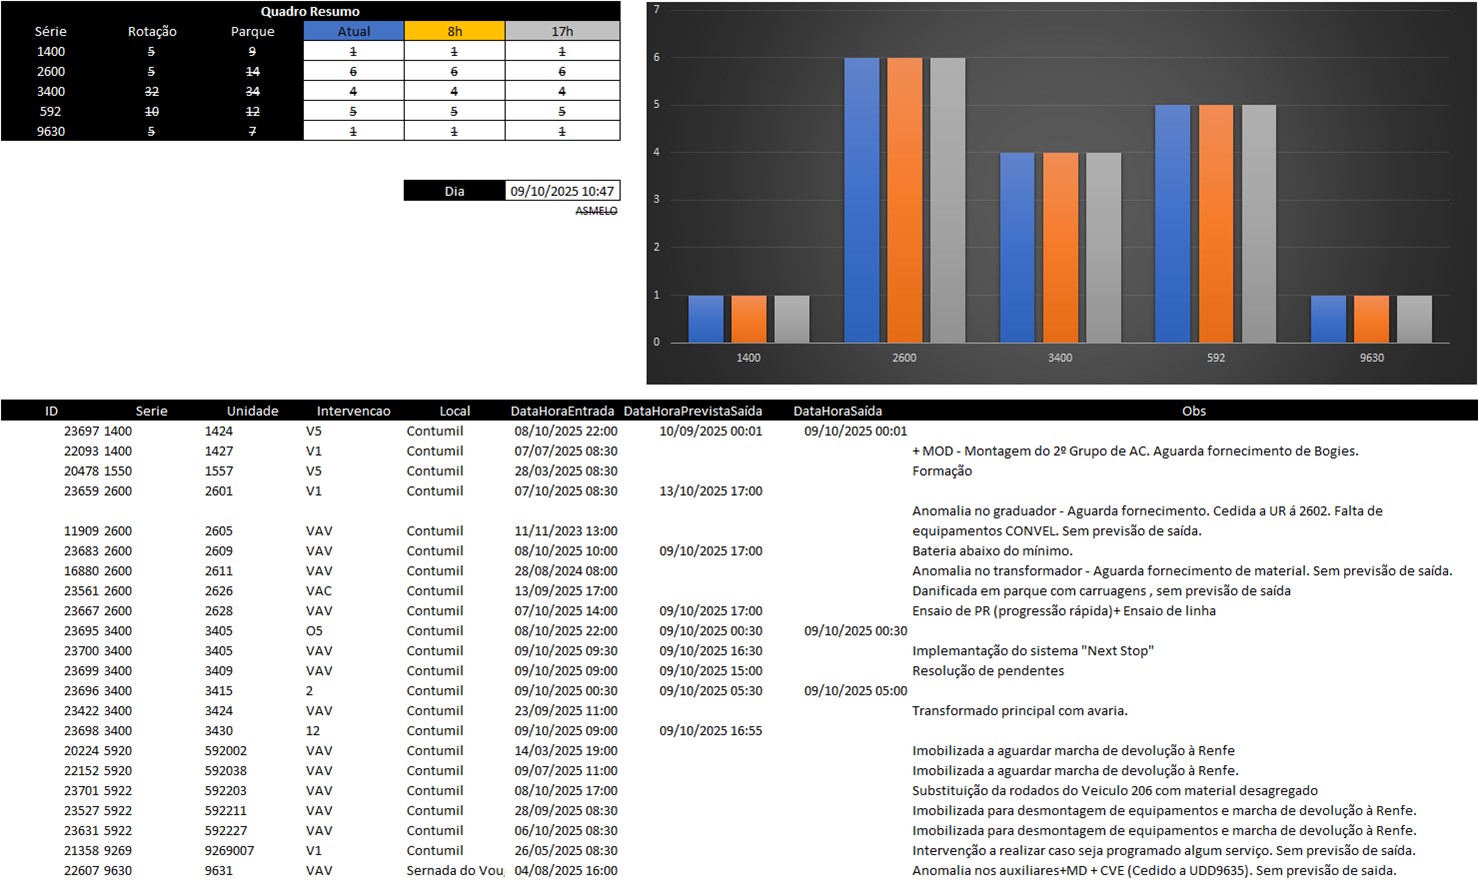 Quadro Resumo
Série Rotação Parque Atual 8h 17h
1400 5 9 1 1 1
2600 5 14 6 6 6
3400 32 34 4 4 4
592 10 12 5 5 5
9630 5 7 1 1 1
Dia 09/10/2025 10:47
ASMELO
7
6
5
4
3
2
1
0
1400 2600 3400 592 9630
ID Serie Unidade Intervencao Local DataHoraEntrada DataHoraPrevistaSaída DataHoraSaída Obs
23697 1400 1424 V5 Contumil 08/10/2025 22:00 10/09/2025 00:01 09/10/2025 00:01
22093 1400 1427 V1 Contumil 07/07/2025 08:30 + MOD - Montagem do 2º Grupo de AC. Aguarda fornecimento de Bogies.
20478 1550 1557 V5 Contumil 28/03/2025 08:30 Formação
23659 2600 2601 V1 Contumil 07/10/2025 08:30 13/10/2025 17:00
Anomalia no graduador - Aguarda fornecimento. Cedida a UR á 2602. Falta de
11909 2600 2605 VAV Contumil 11/11/2023 13:00 equipamentos CONVEL. Sem previsão de saída.
23683 2600 2609 VAV Contumil 08/10/2025 10:00 09/10/2025 17:00 Bateria abaixo do mínimo.
16880 2600 2611 VAV Contumil 28/08/2024 08:00 Anomalia no transformador - Aguarda fornecimento de material. Sem previsão de saída.
23561 2600 2626 VAC Contumil 13/09/2025 17:00 Danificada em parque com carruagens , sem previsão de saída
23667 2600 2628 VAV Contumil 07/10/2025 14:00 09/10/2025 17:00 Ensaio de PR (progressão rápida)+ Ensaio de linha
23695 3400 3405 O5 Contumil 08/10/2025 22:00 09/10/2025 00:30 09/10/2025 00:30
23700 3400 3405 VAV Contumil 09/10/2025 09:30 09/10/2025 16:30 Implemantação do sistema "Next Stop"
23699 3400 3409 VAV Contumil 09/10/2025 09:00 09/10/2025 15:00 Resolução de pendentes
23696 3400 3415 2 Contumil 09/10/2025 00:30 09/10/2025 05:30 09/10/2025 05:00
23422 3400 3424 VAV Contumil 23/09/2025 11:00 Transformado principal com avaria.
23698 3400 3430 12 Contumil 09/10/2025 09:00 09/10/2025 16:55
20224 5920 592002 VAV Contumil 14/03/2025 19:00 Imobilizada a aguardar marcha de devolução à Renfe
22152 5920 592038 VAV Contumil 09/07/2025 11:00 Imobilizada a aguardar marcha de devolução à Renfe.
23701 5922 592203 VAV Contumil 08/10/2025 17:00 Substituição da rodados do Veiculo 206 com material desagregado
23527 5922 592211 VAV Contumil 28/09/2025 08:30 Imobilizada para desmontagem de equipamentos e marcha de devolução à Renfe.
23631 5922 592227 VAV Contumil 06/10/2025 08:30 Imobilizada para desmontagem de equipamentos e marcha de devolução à Renfe.
21358 9269 9269007 V1 Contumil 26/05/2025 08:30 Intervenção a realizar caso seja programado algum serviço. Sem previsão de saída.
22607 9630 9631 VAV Sernada do Vou 04/08/2025 16:00 Anomalia nos auxiliares+MD + CVE (Cedido a UDD9635). Sem previsão de saida.